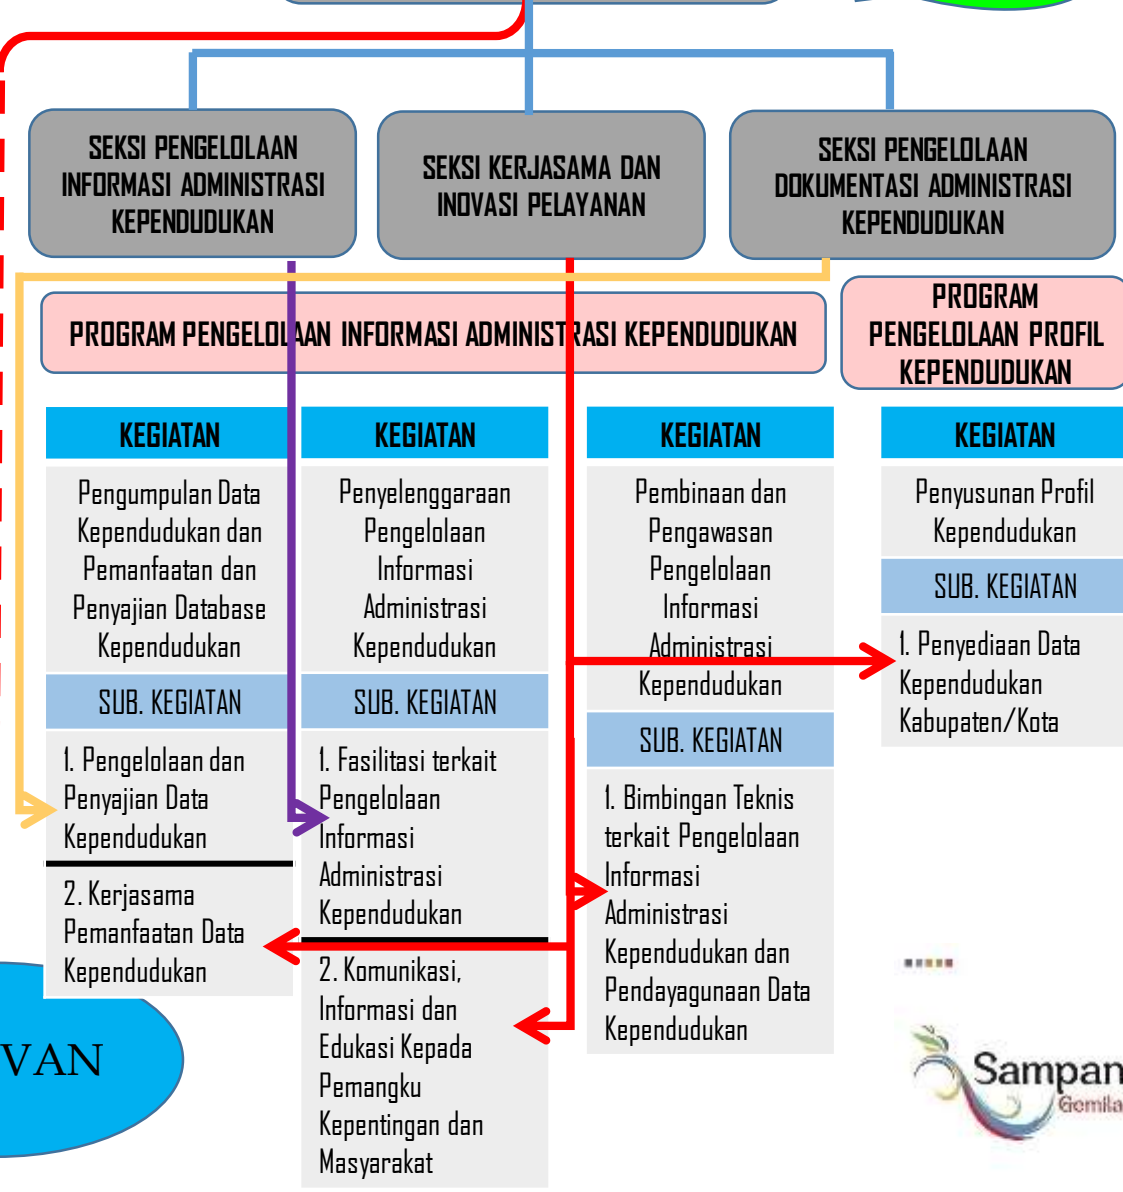 SEKSI PENGELOLAAN
INFORMASI ADMINISTRASI
KEPENDUDUKAN
SEKSI KERJASAMA DAN
INOVASI PELAYANAN
SEKSI PENGELOLAAN
DOKUMENTASI ADMINISTRASI
KEPENDUDUKAN
PROGRAM PENGELOLAAN INFORMASI ADMINISTRASI KEPENDUDUKAN
PROGRAM
PENGELOLAAN PROFIL
KEPENDUDUKAN
KEGIATAN
Pengumpulan Data
Kependudukan dan
Pemanfaatan dan
Penyajian Database
Kependudukan
SUB. KEGIATAN
1. Pengelolaan dan
Penyajian Data
Kependudukan
2. Kerjasama
Pemanfaatan Data
Kependudukan
KEGIATAN
Penyelenggaraan
Pengelolaan
Informasi
Administrasi
Kependudukan
SUB. KEGIATAN
1. Fasilitasi terkait
Pengelolaan
Informasi
Administrasi
Kependudukan
2. Komunikasi,
Informasi dan
Edukasi Kepada
Pemangku
Kepentingan dan
Masyarakat
KEGIATAN
Pembinaan dan
Pengawasan
Pengelolaan
Informasi
Administrasi
Kependudukan
SUB. KEGIATAN
1. Bimbingan Teknis
terkait Pengelolaan
Informasi
Administrasi
Kependudukan dan
Pendayagunaan Data
Kependudukan
KEGIATAN
Penyusunan Profil
Kependudukan
SUB. KEGIATAN
1. Penyediaan Data
Kependudukan
Kabupaten/Kota
VAN
Sampan
Gemila